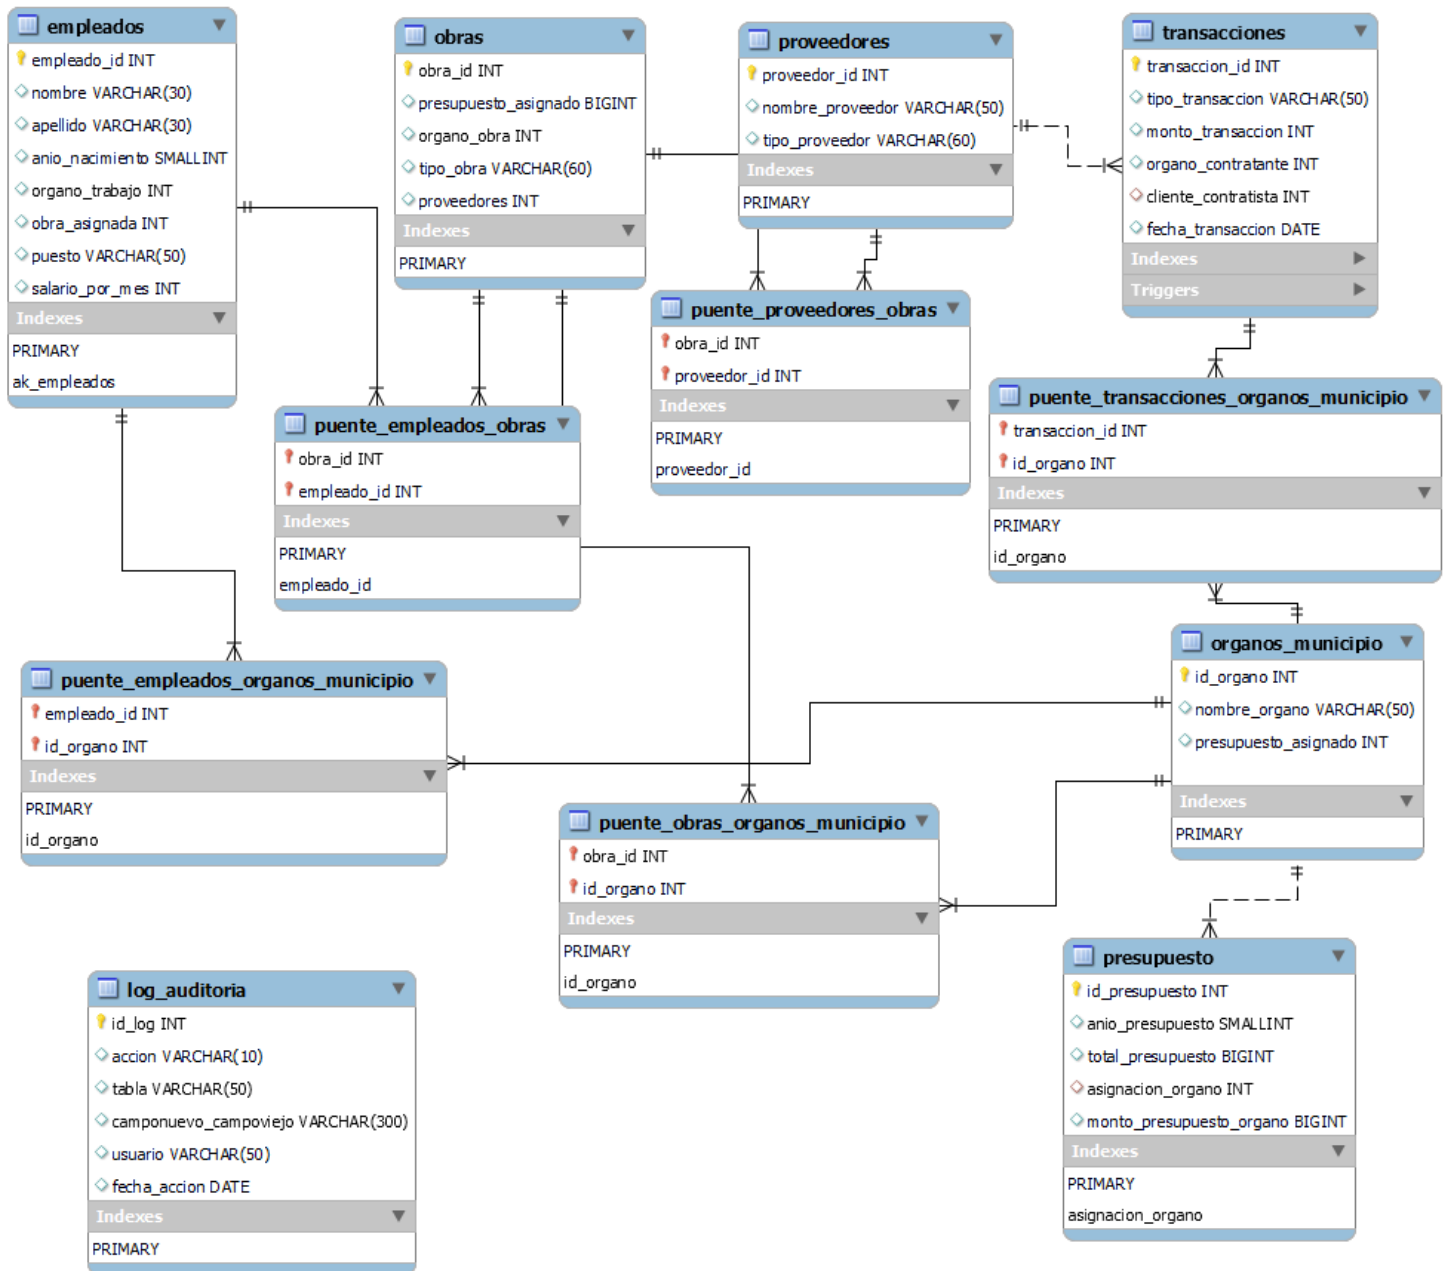 empleados
empleado_id INT
nombre VARCHAR(30)
apellido VARCHAR(30)
anio_nacimiento SMALLINT
organo_trabajo INT
obra_asignada INT
puesto VARCHAR(50)
salario_por_mes INT
Indexes
PRIMARY
ak_empleados
obras
obra_id INT
presupuesto_asignado BIGINT
organo_obra INT
tipo_obra VARCHAR(60)
proveedores INT
Indexes
PRIMARY
proveedores
proveedor_id INT
nombre_proveedor VARCHAR(50)
tipo_proveedor VARCHAR(60)
Indexes
PRIMARY
transacciones
transaccion_id INT
tipo_transaccion VARCHAR(50)
monto_transaccion INT
organo_contratante INT
cliente_contratista INT
fecha_transaccion DATE
Indexes
Triggers
puente_proveedores_obras
obra_id INT
proveedor_id INT
Indexes
PRIMARY
proveedor_id
puente_transacciones_organos_municipio
transaccion_id INT
id_organo INT
Indexes
PRIMARY
id_organo
puente_empleados_obras
obra_id INT
empleado_id INT
Indexes
PRIMARY
empleado_id
organos_municipio
id_organo INT
nombre_organo VARCHAR(50)
presupuesto_asignado INT
Indexes
PRIMARY
puente_empleados_organos_municipio
empleado_id INT
id_organo INT
Indexes
PRIMARY
id_organo
puente_obras_organos_municipio
obra_id INT
id_organo INT
Indexes
PRIMARY
id_organo
presupuesto
id_presupuesto INT
anio_presupuesto SMALLINT
total_presupuesto BIGINT
asignacion_organo INT
monto_presupuesto_organo BIGINT
Indexes
PRIMARY
asignacion_organo
log_auditoria
id_log INT
accion VARCHAR(10)
tabla VARCHAR(50)
camponuevo_campoviejo VARCHAR(300)
usuario VARCHAR(50)
fecha_accion DATE
Indexes
PRIMARY